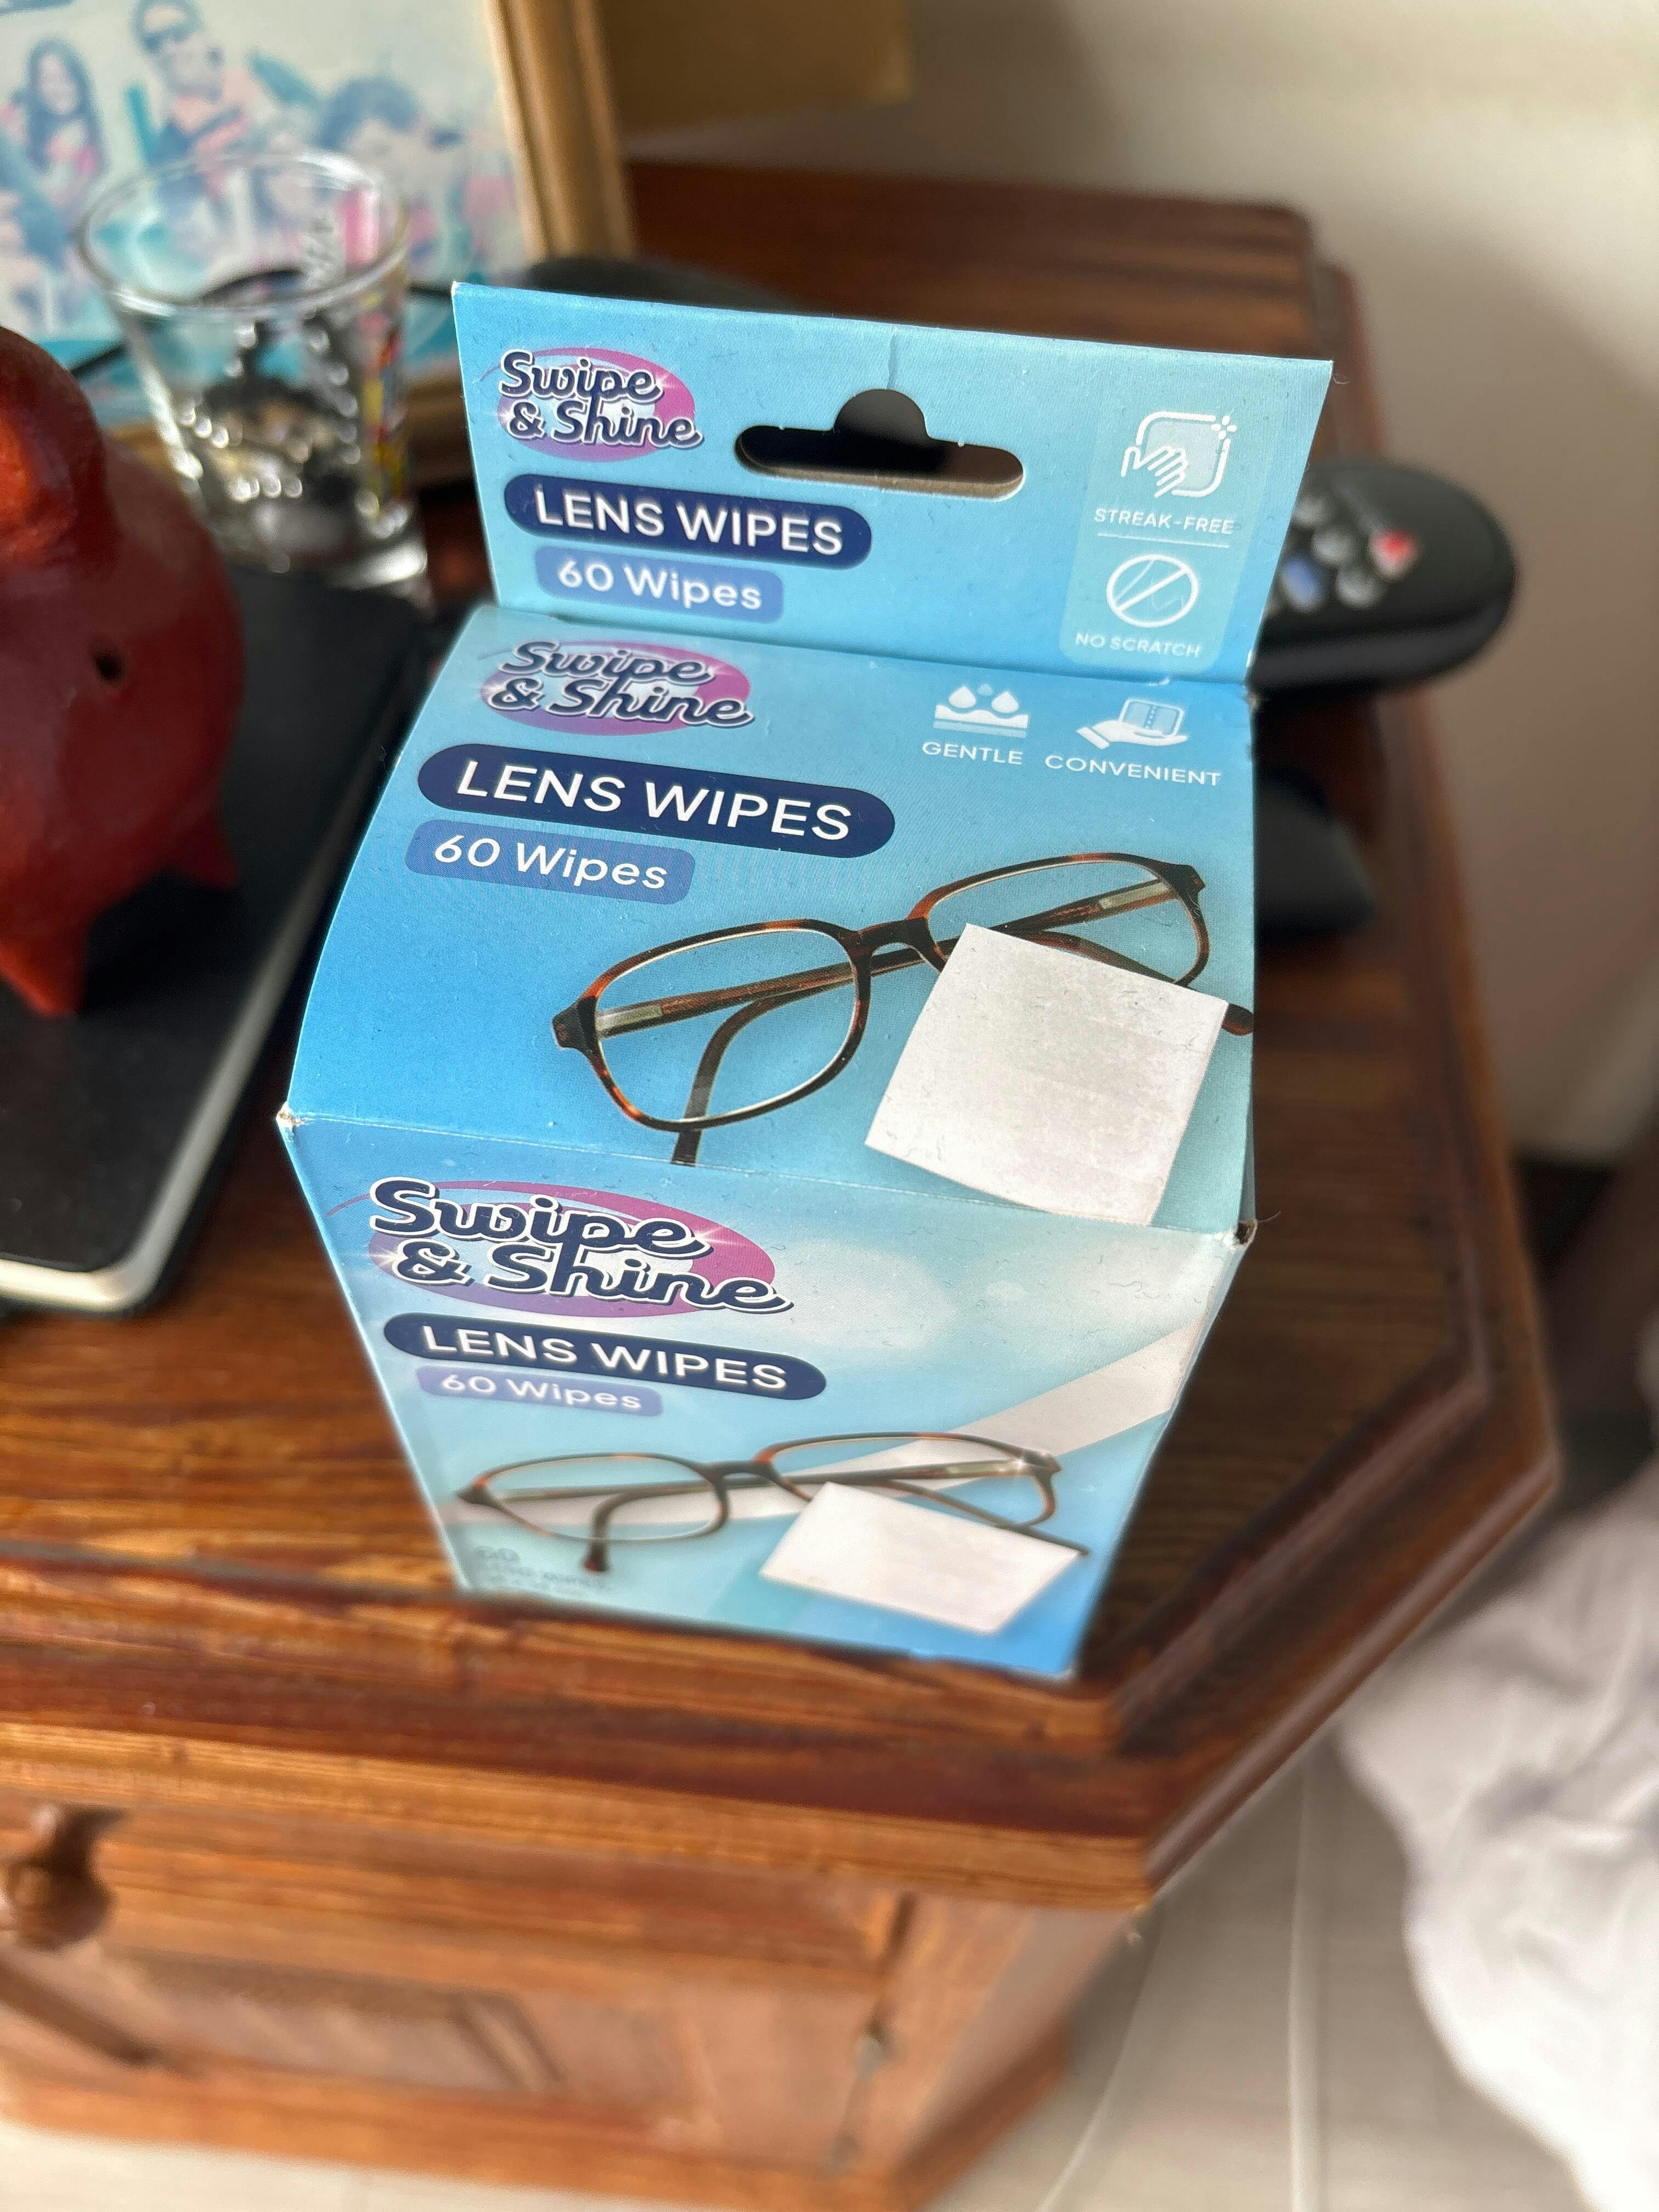 Swipe
& Shine
LENS WIPES
60 Wipes
STREAK-FREE
NO SCRATCH
Swipe
& Shine
LENS WIPES
60 Wipes
GENTLE
CONVENIENT
Swipe
& Shine
LENS WIPES
60 Wipes